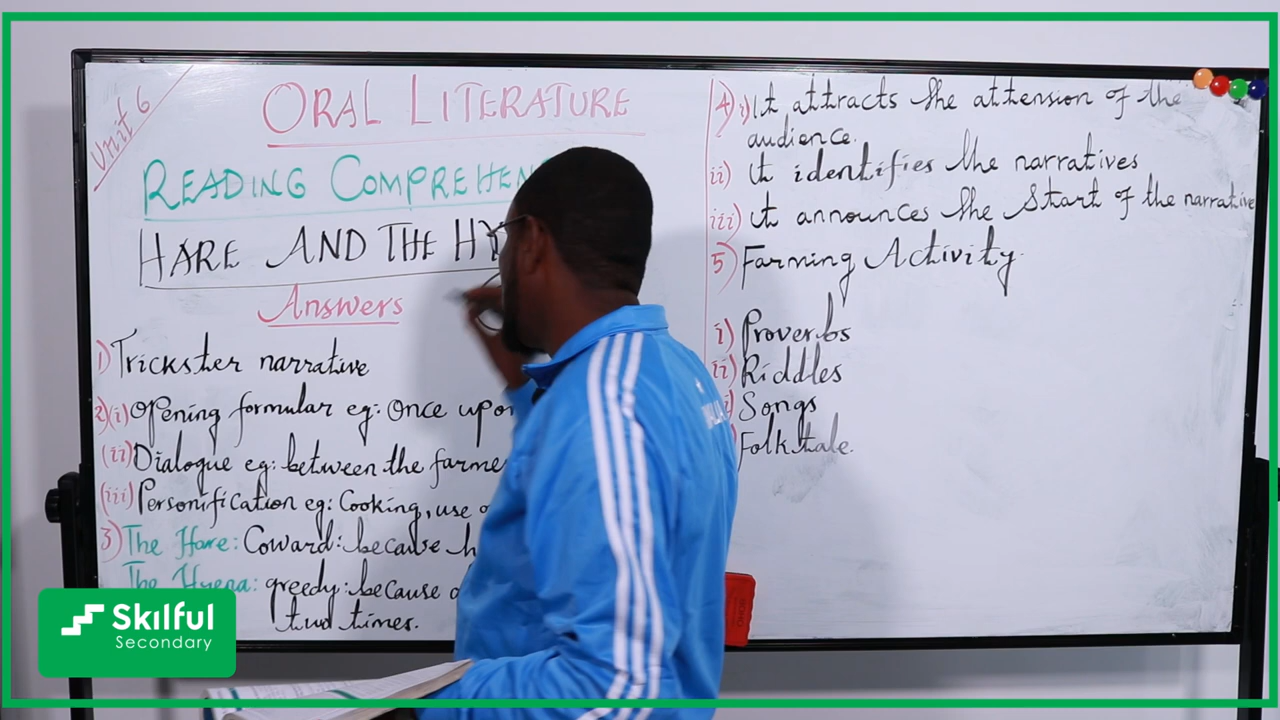 Unit 6
ORAL LITERATURE
READING COMPREHEN
HARE AND THE HY
Answers
1) Trickster narrative
2)(i) Opening formular eg: Once upon
(ii) Dialogue eg: between the farme
(iii) Personification eg: Cooking, use o
3) The Hare: Coward: because h
The Hyena: greedy: because
two times.
4) i) It attracts the attension of the
audience.
ii) It identifies the narratives
iii) It announces the Start of the narrative
5) Farming Activity.
i) Proverbs
ii) Riddles
i) Songs
) Folktale.
Skilful
Secondary